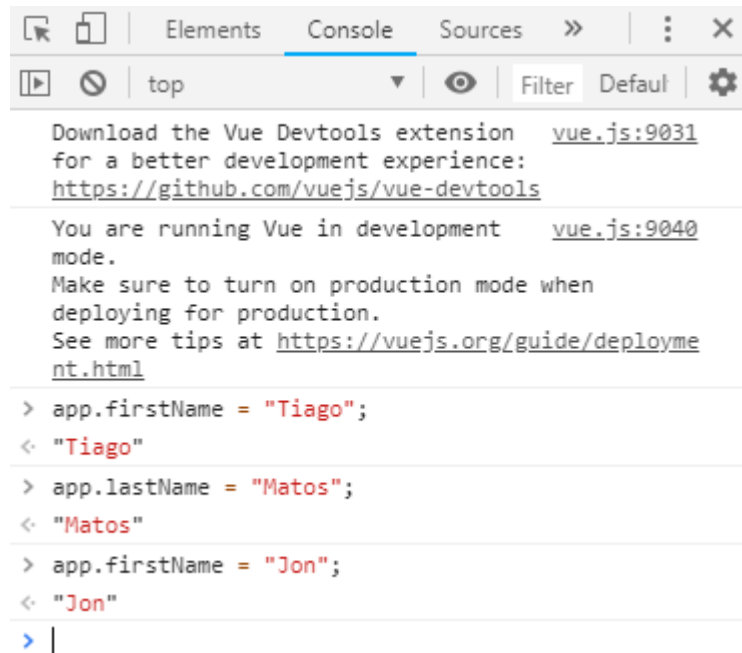 Elements Console Sources »
top Filter Defaul
Download the Vue Devtools extension vue.js:9031
for a better development experience:
https://github.com/vuejs/vue-devtools
You are running Vue in development vue.js:9040
mode.
Make sure to turn on production mode when
deploying for production.
See more tips at https://vuejs.org/guide/deployme
nt.html
> app.firstName = "Tiago";
"Tiago"
> app.lastName = "Matos";
"Matos"
> app.firstName = "Jon";
"Jon"
>